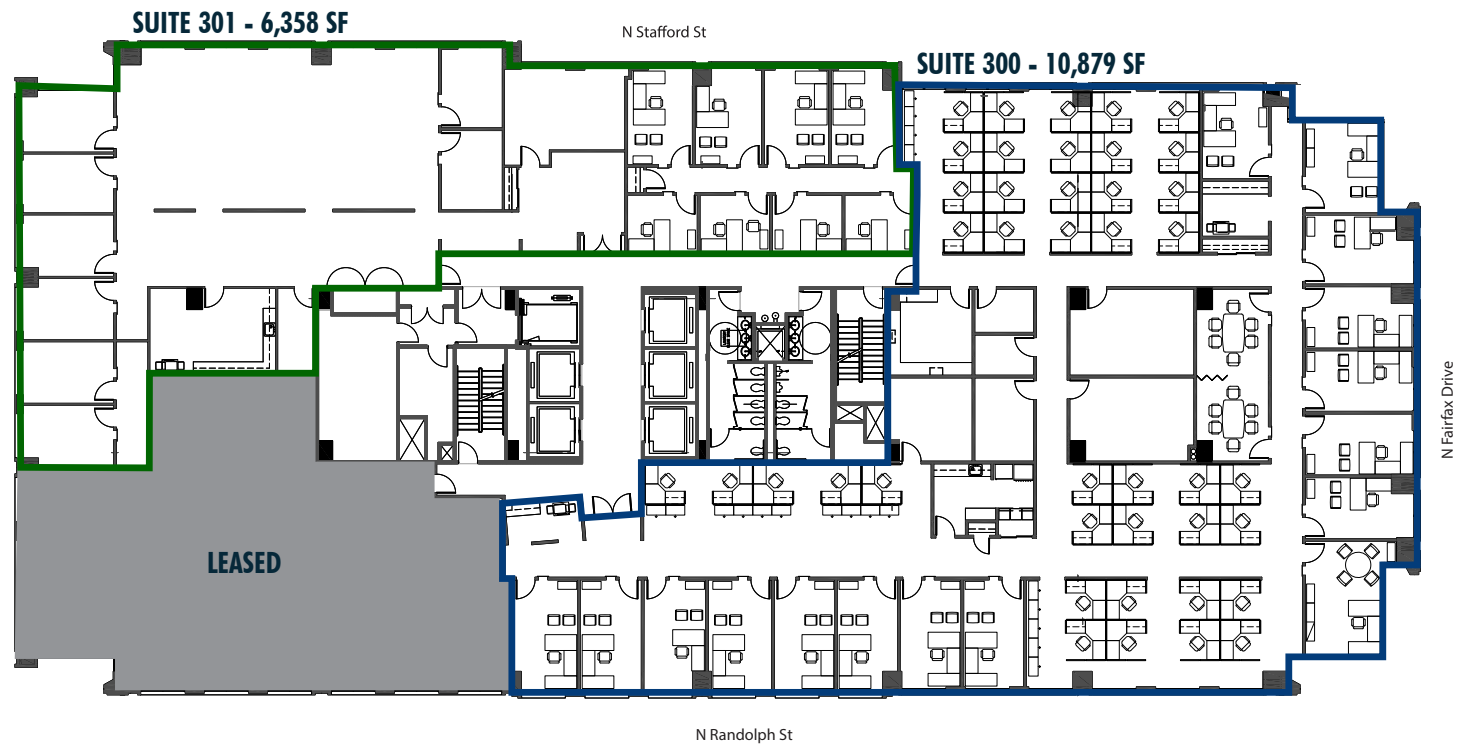 SUITE 301 - 6,358 SF
N Stafford St
SUITE 300 - 10,879 SF
N Fairfax Drive
LEASED
N Randolph St